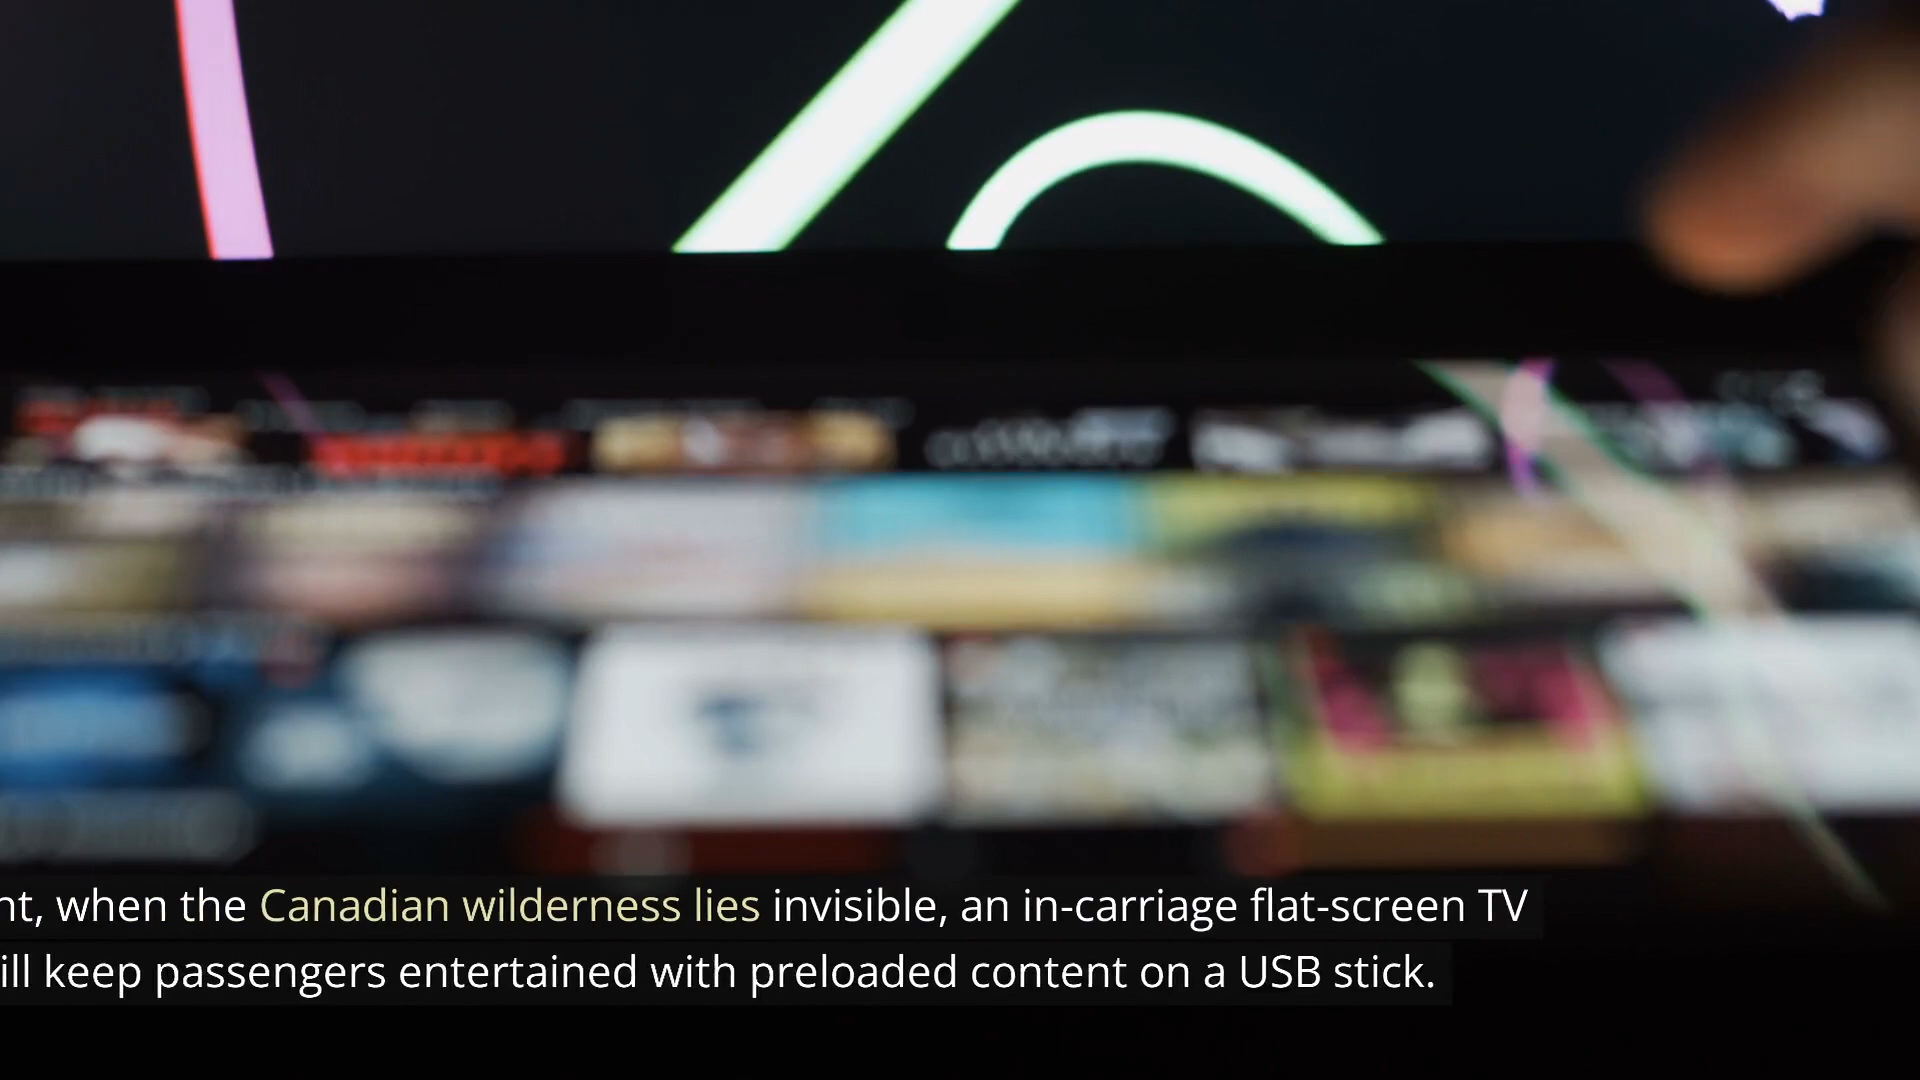 nt, when the Canadian wilderness lies invisible, an in-carriage flat-screen TV
ill keep passengers entertained with preloaded content on a USB stick.